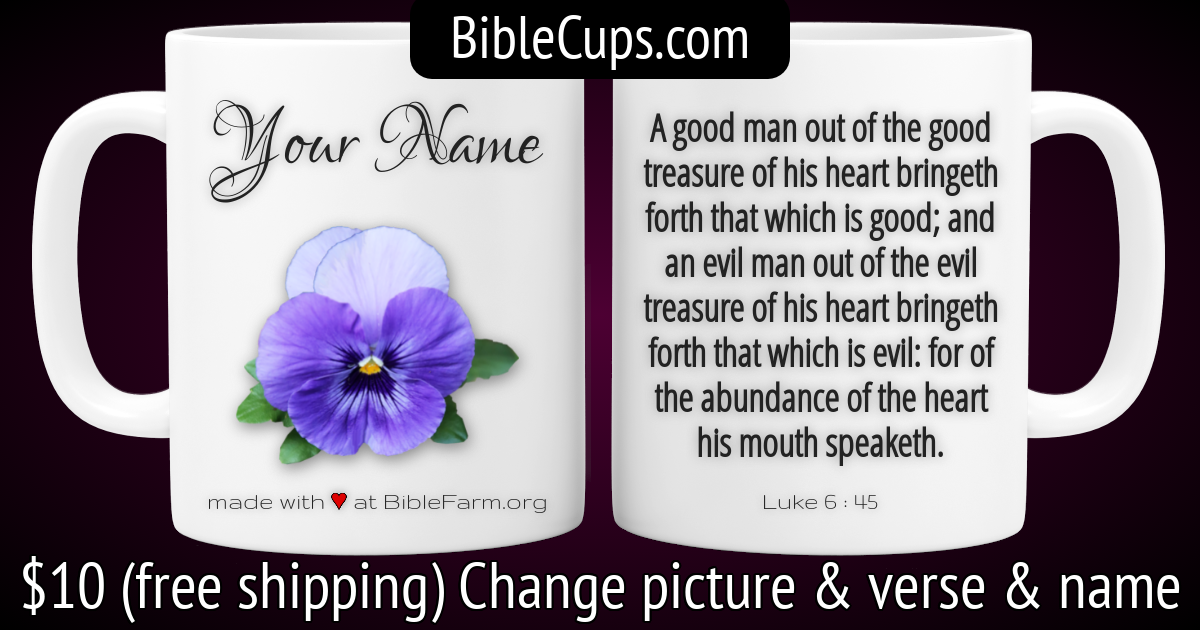 BibleCups.com
Your Name
made with ♥ at BibleFarm.org
A good man out of the good
treasure of his heart bringeth
forth that which is good; and
an evil man out of the evil
treasure of his heart bringeth
forth that which is evil: for of
the abundance of the heart
his mouth speaketh.
Luke 6 : 45
$10 (free shipping) Change picture & verse & name